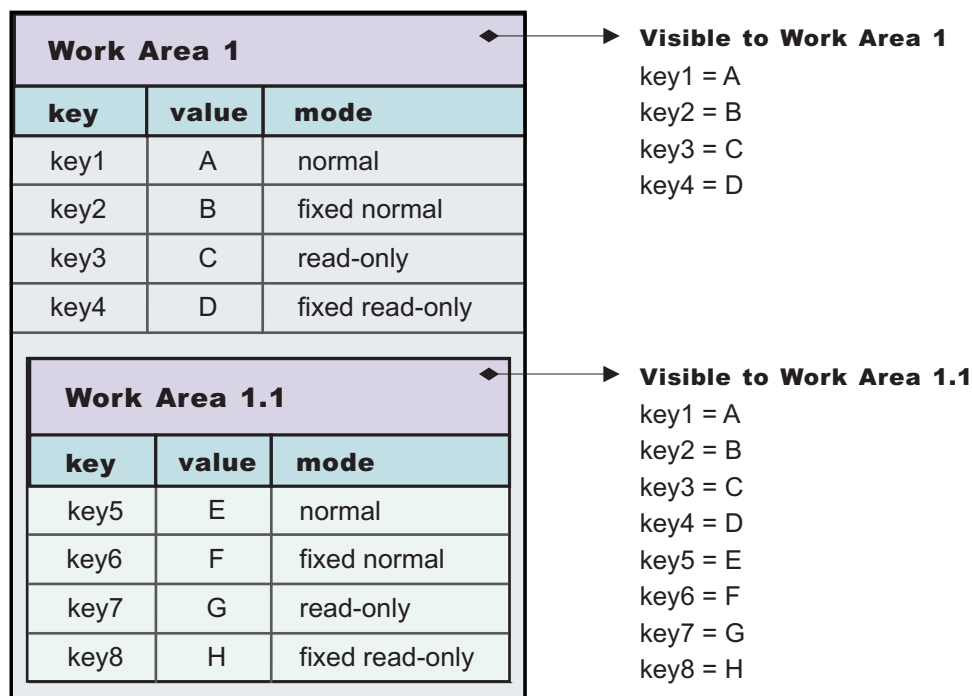 Work Area 1
key value mode
key1 A normal
key2 B fixed normal
key3 C read-only
key4 D fixed read-only
Work Area 1.1
key value mode
key5 E normal
key6 F fixed normal
key7 G read-only
key8 H fixed read-only
Visible to Work Area 1
key1 = A
key2 = B
key3 = C
key4 = D
Visible to Work Area 1.1
key1 = A
key2 = B
key3 = C
key4 = D
key5 = E
key6 = F
key7 = G
key8 = H